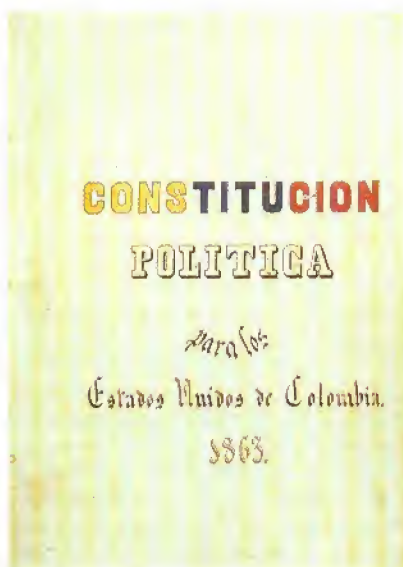 CONSTITUCION
POLITICA
para los
Estados Unidos de Colombia.
1863.